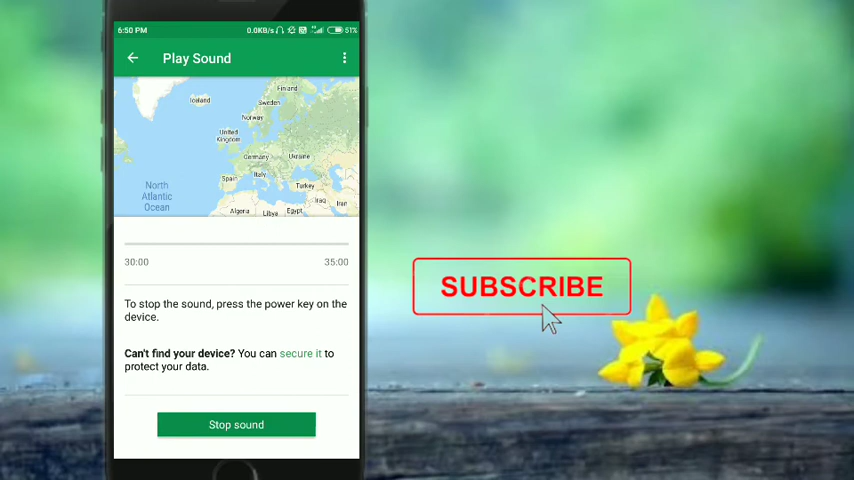 6:50 PM 0.0KB/s 51%
Play Sound
Iceland
Finland
Sweden
Norway
United
Kingdom
Germany
Ukraine
Spain
Italy
Turkey
North
Atlantic
Ocean
Algeria
Libya
Egypt
Iraq
Iran
30:00 35:00
To stop the sound, press the power key on the
device.
Can't find your device? You can secure it to
protect your data.
Stop sound
SUBSCRIBE